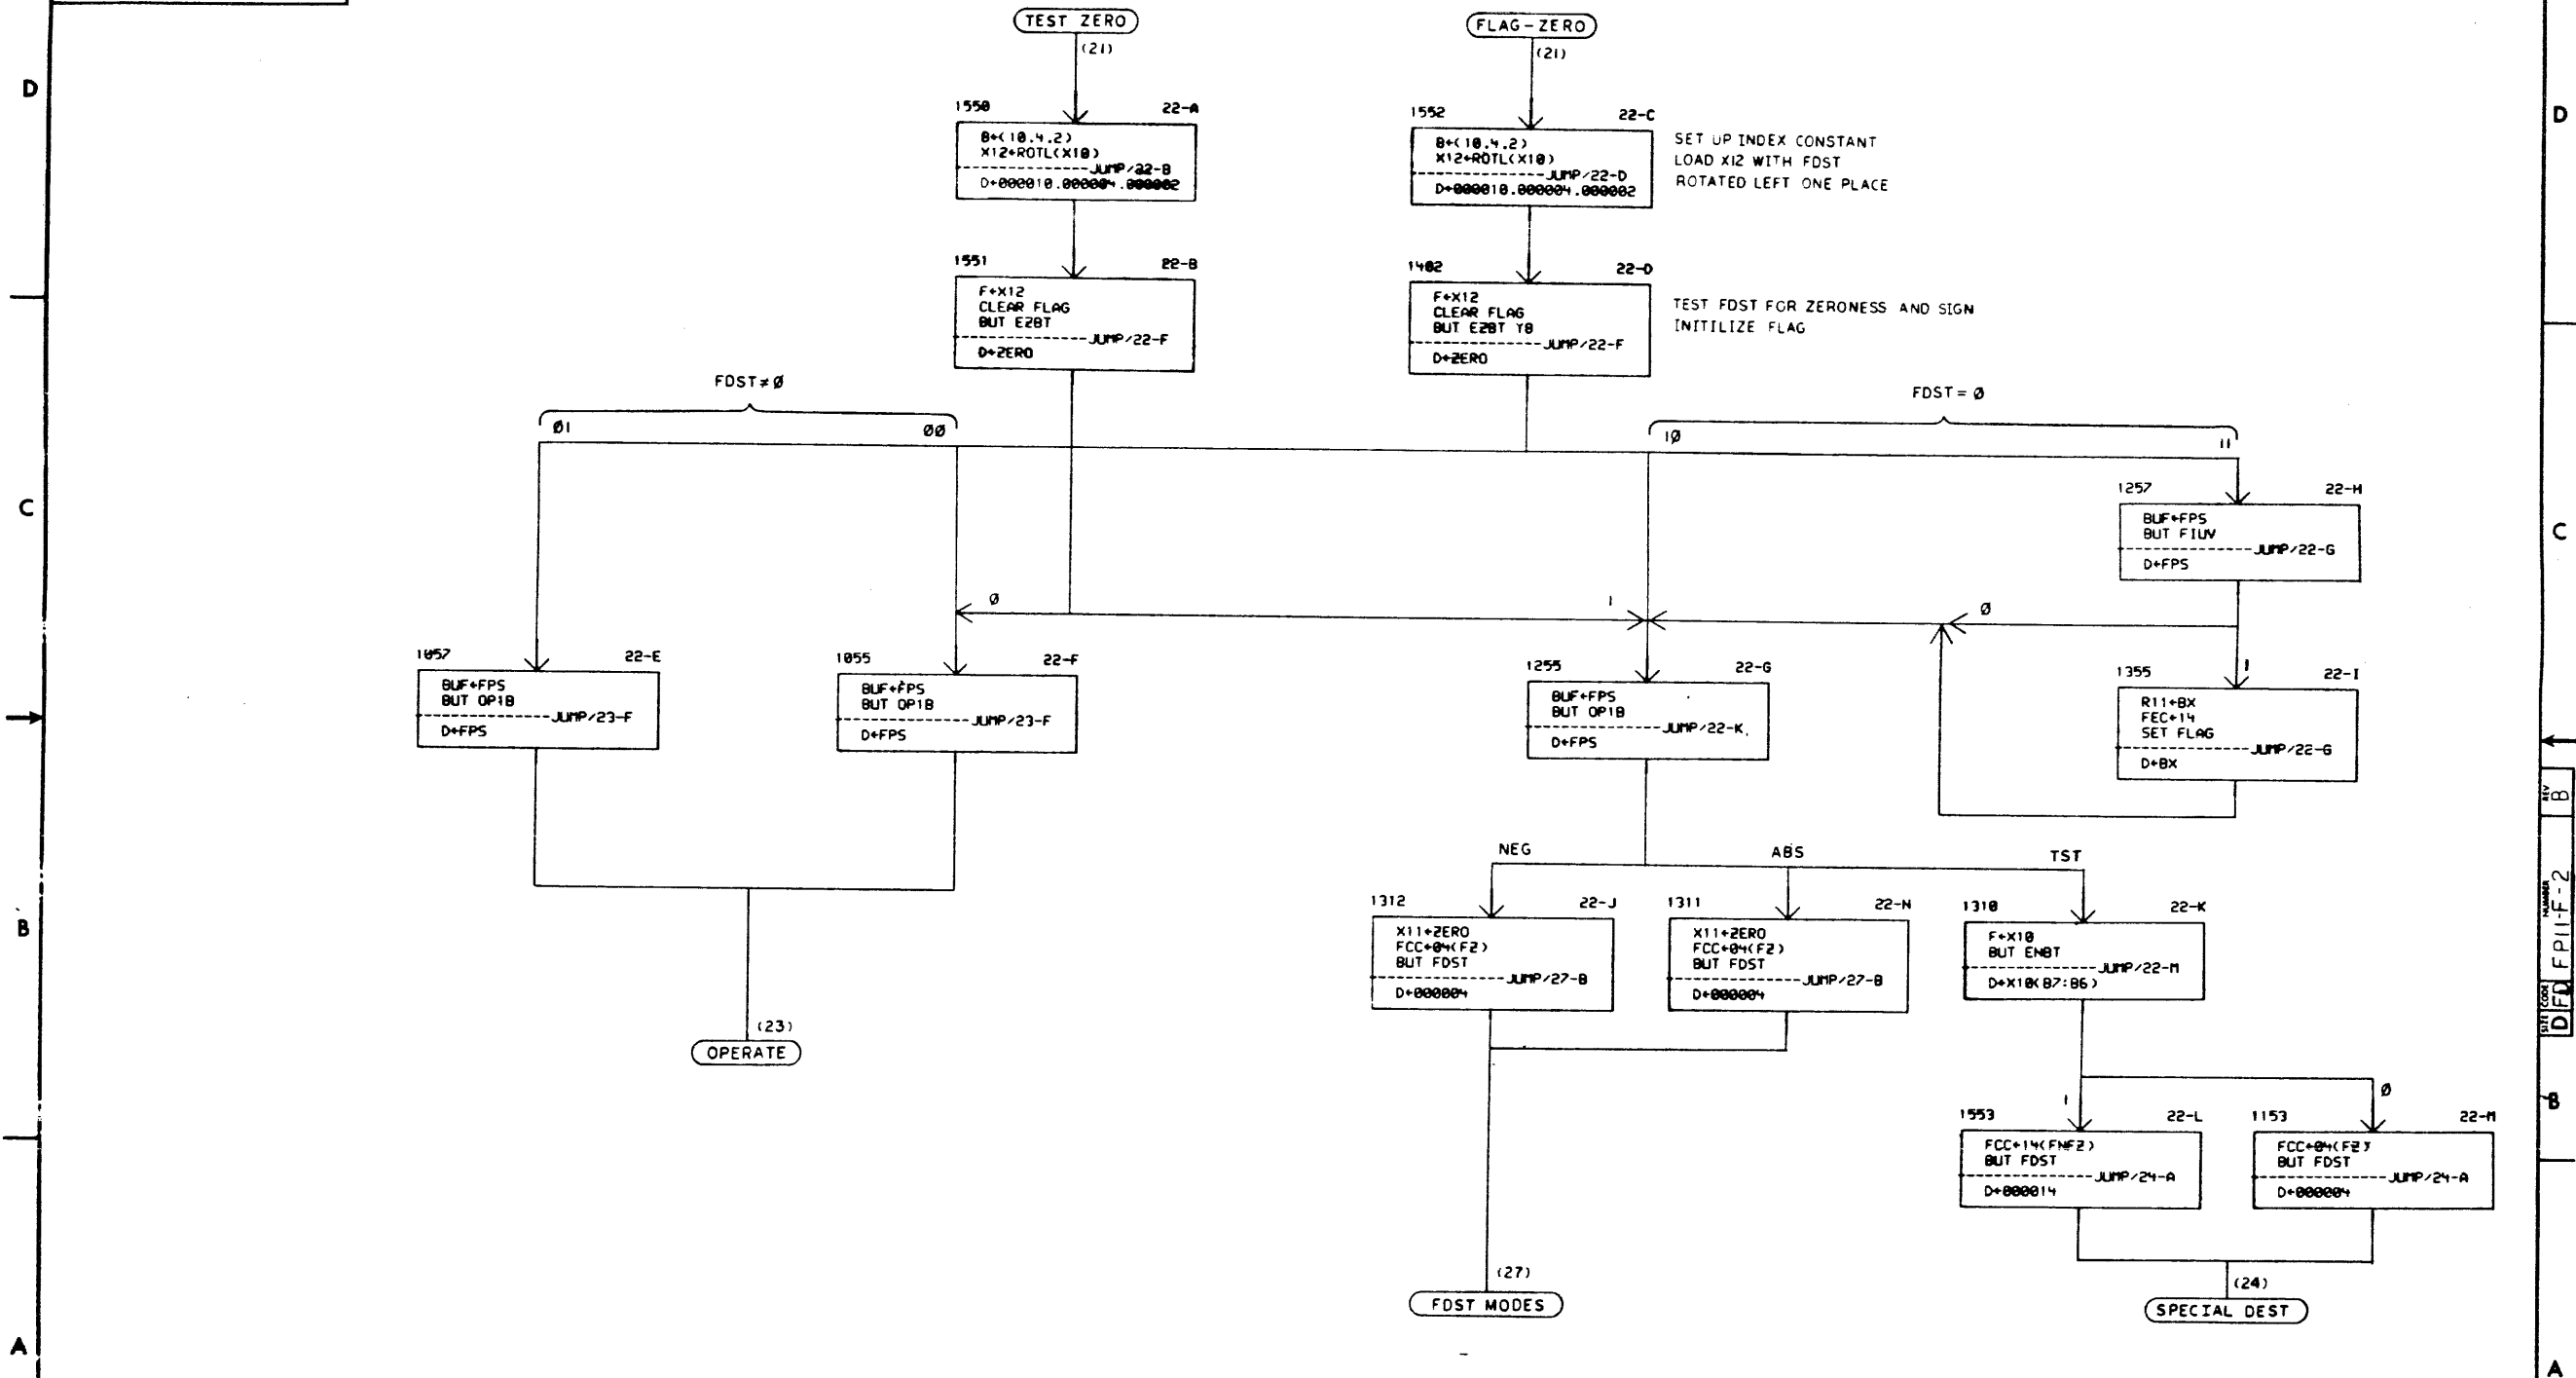 TEST ZERO
(21)
FLAG-ZERO
(21)
D
D
1550 22-A
B←(10.4.2)
X12←ROTL(X10)
JUMP/22-B
D←000010.000004.000002
1552 22-C
B←(10.4.2)
X12←ROTL(X10)
JUMP/22-D
D←000010.000004.000002
SET UP INDEX CONSTANT
LOAD X12 WITH FDST
ROTATED LEFT ONE PLACE
1551 22-B
F←X12
CLEAR FLAG
BUT EZBT
JUMP/22-F
D←ZERO
1402 22-D
F←X12
CLEAR FLAG
BUT EZBT Y8
JUMP/22-F
D←ZERO
TEST FDST FOR ZERONESS AND SIGN
INITILIZE FLAG
FDST≠Ø
Ø1 ØØ
FDST=Ø
1Ø 11
C
C
1257 22-H
BUF←FPS
BUT FIUV
JUMP/22-G
D←FPS
Ø 1 Ø
1057 22-E
BUF←FPS
BUT OP1B
JUMP/23-F
D←FPS
1055 22-F
BUF←FPS
BUT OP1B
JUMP/23-F
D←FPS
1255 22-G
BUF←FPS
BUT OP1B
JUMP/22-K
D←FPS
1
1355 22-I
R11←BX
FEC←14
SET FLAG
JUMP/22-G
D←BX
NEG ABS TST
B
B
1312 22-J
X11←ZERO
FCC←04(FZ)
BUT FDST
JUMP/27-B
D←000004
1311 22-N
X11←ZERO
FCC←04(FZ)
BUT FDST
JUMP/27-B
D←000004
1310 22-K
F←X10
BUT ENBT
JUMP/22-M
D←X10(B7:B6)
(23)
OPERATE
1 Ø
1553 22-L
FCC←14(FNFZ)
BUT FDST
JUMP/24-A
D←000014
1153 22-M
FCC←04(FZ)
BUT FDST
JUMP/24-A
D←000004
(27)
FDST MODES
(24)
SPECIAL DEST
A
A
SIZE D
CODE FD
NUMBER FP11-F-2
REV B